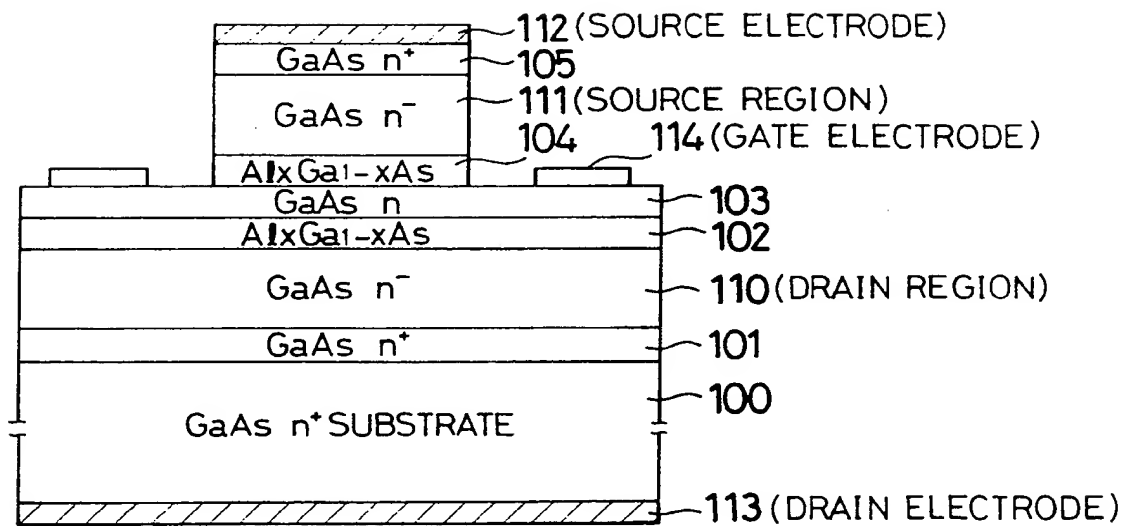 112 (SOURCE ELECTRODE)
GaAs n⁺
105
GaAs n⁻
111 (SOURCE REGION)
104
114 (GATE ELECTRODE)
AlxGa1-xAs
GaAs n
103
AlxGa1-xAs
102
GaAs n⁻
110 (DRAIN REGION)
GaAs n⁺
101
100
GaAs n⁺ SUBSTRATE
113 (DRAIN ELECTRODE)